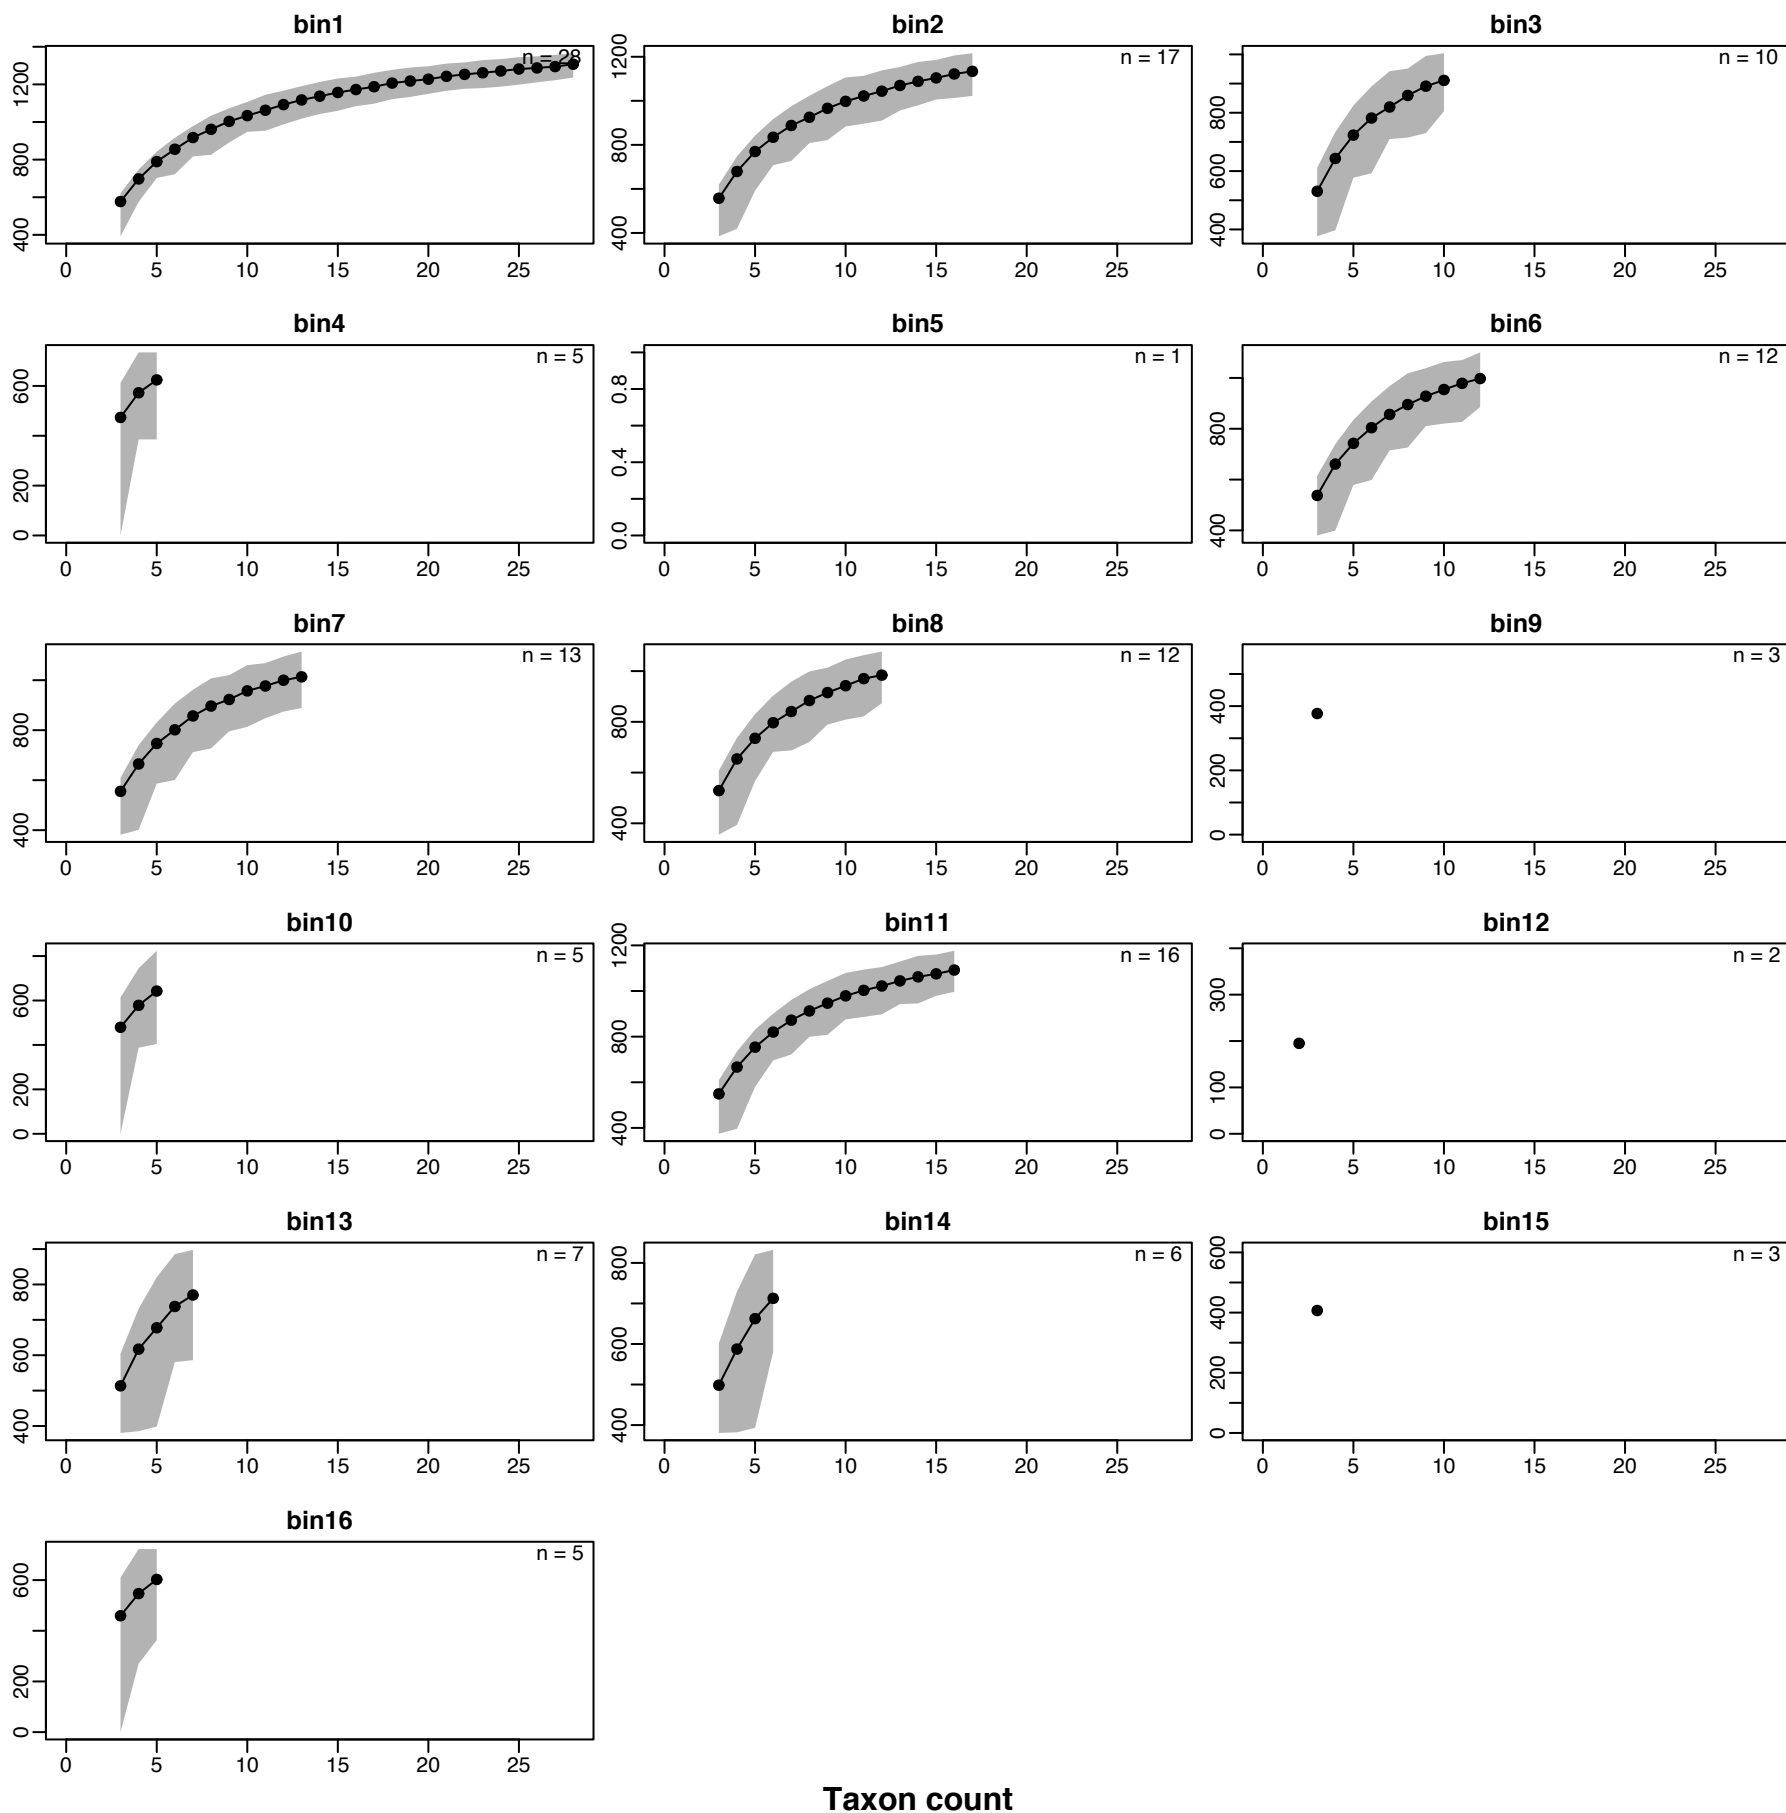 bin1 bin2 bin3
n = 28 n = 17 n = 10
400 800 1200 400 800 1200 400 600 800
0 5 10 15 20 25 0 5 10 15 20 25 0 5 10 15 20 25
bin4 bin5 bin6
n = 5 n = 1 n = 12
0 200 600 0.0 0.4 0.8 400 800
0 5 10 15 20 25 0 5 10 15 20 25 0 5 10 15 20 25
bin7 bin8 bin9
n = 13 n = 12 n = 3
400 800 400 800 0 200 400
0 5 10 15 20 25 0 5 10 15 20 25 0 5 10 15 20 25
bin10 bin11 bin12
n = 5 n = 16 n = 2
0 200 600 400 800 1200 0 100 300
0 5 10 15 20 25 0 5 10 15 20 25 0 5 10 15 20 25
bin13 bin14 bin15
n = 7 n = 6 n = 3
400 600 800 400 600 800 0 200 400 600
0 5 10 15 20 25 0 5 10 15 20 25 0 5 10 15 20 25
bin16
n = 5
0 200 600
0 5 10 15 20 25
Taxon count